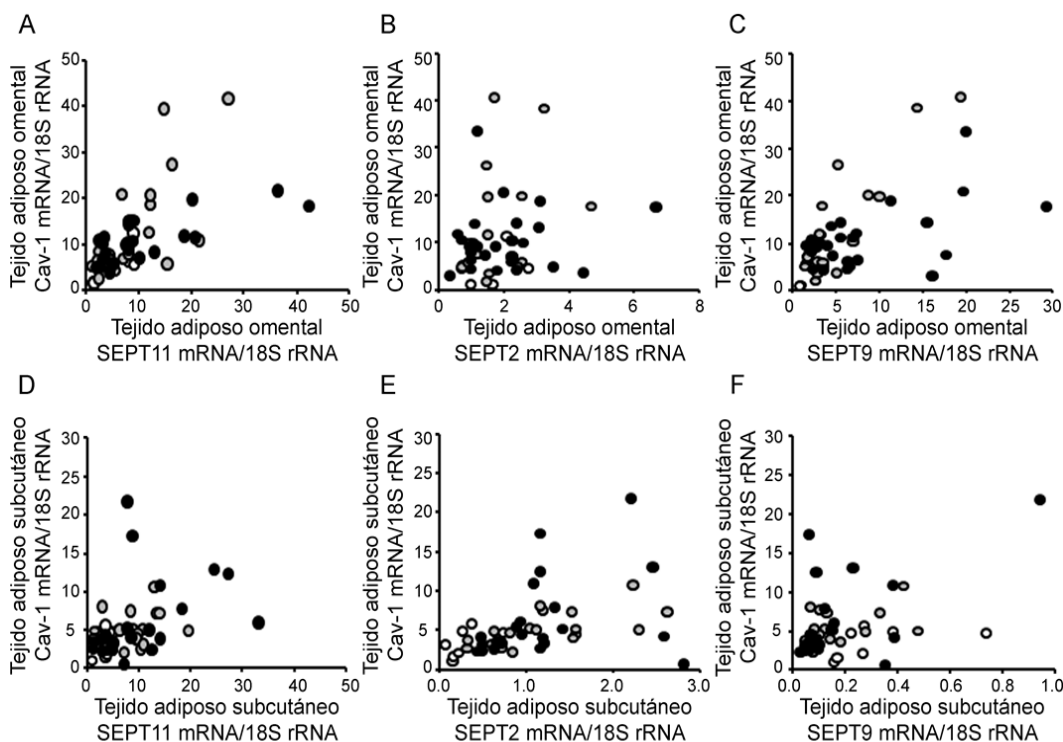 A
Tejido adiposo omental
Cav-1 mRNA/18S rRNA
50
40
30
20
10
0
0
10
20
30
40
50
Tejido adiposo omental
SEPT11 mRNA/18S rRNA
B
Tejido adiposo omental
Cav-1 mRNA/18S rRNA
50
40
30
20
10
0
0
2
4
6
8
Tejido adiposo omental
SEPT2 mRNA/18S rRNA
C
Tejido adiposo omental
Cav-1 mRNA/18S rRNA
50
40
30
20
10
0
0
5
10
15
20
25
30
Tejido adiposo omental
SEPT9 mRNA/18S rRNA
D
Tejido adiposo subcutáneo
Cav-1 mRNA/18S rRNA
30
25
20
15
10
5
0
0
10
20
30
40
50
Tejido adiposo subcutáneo
SEPT11 mRNA/18S rRNA
E
Tejido adiposo subcutáneo
Cav-1 mRNA/18S rRNA
30
25
20
15
10
5
0
0.0
1.0
2.0
3.0
Tejido adiposo subcutáneo
SEPT2 mRNA/18S rRNA
F
Tejido adiposo subcutáneo
Cav-1 mRNA/18S rRNA
30
25
20
15
10
5
0
0.0
0.2
0.4
0.6
0.8
1.0
Tejido adiposo subcutáneo
SEPT9 mRNA/18S rRNA